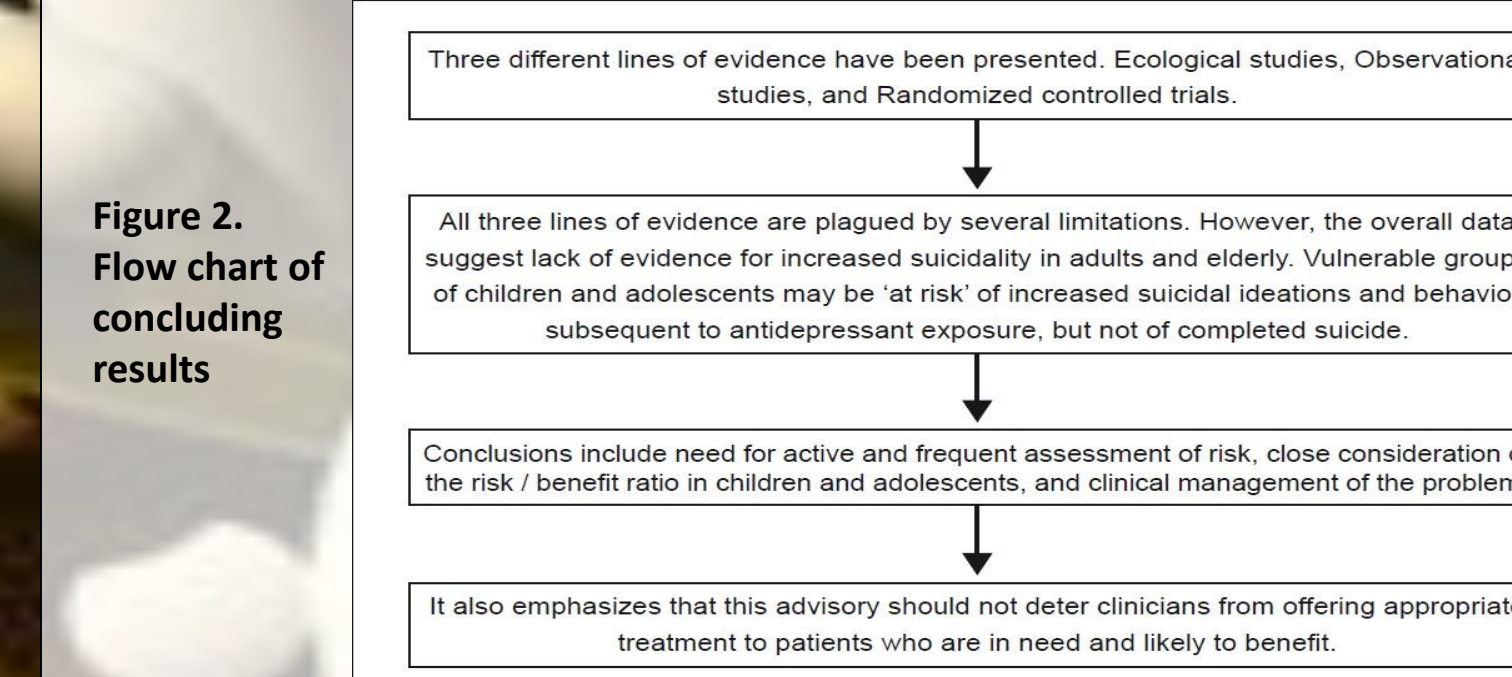 Figure 2.
Flow chart of
concluding
results
Three different lines of evidence have been presented. Ecological studies,
studies, and Randomized controlled trials.
All three lines of evidence are plagued by several limitations. However, the overall data
suggest lack of evidence for increased suicidality in adults and elderly. Vulnerable
of children and adolescents may be ‘at risk’ of increased suicidal ideations and
subsequent to antidepressant exposure, but not of completed suicide.
Conclusions include need for active and frequent assessment of risk, close consideration
the risk / benefit ratio in children and adolescents, and clinical management of the
It also emphasizes that this advisory should not deter clinicians from offering
treatment to patients who are in need and likely to benefit.